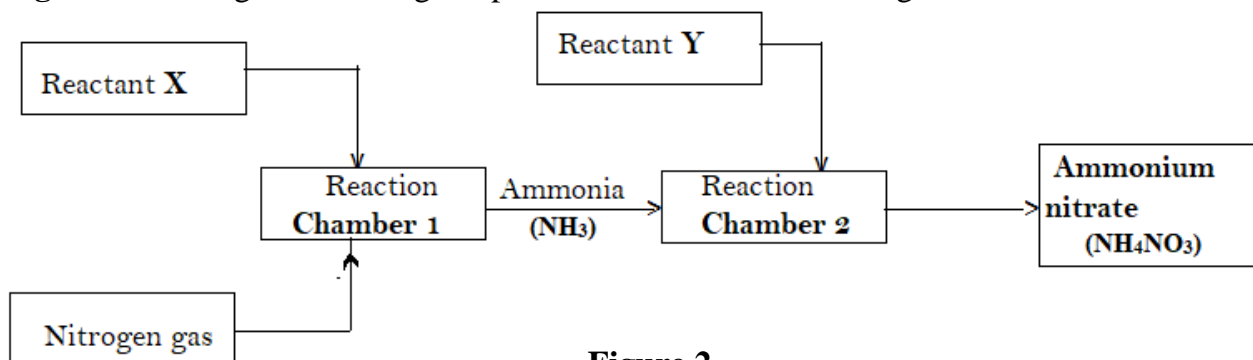 Reactant Y
Reactant X
Reaction
Chamber 1
Ammonia
(NH₃)
Reaction
Chamber 2
Ammonium
nitrate
(NH₄NO₃)
Nitrogen gas
Figure 2